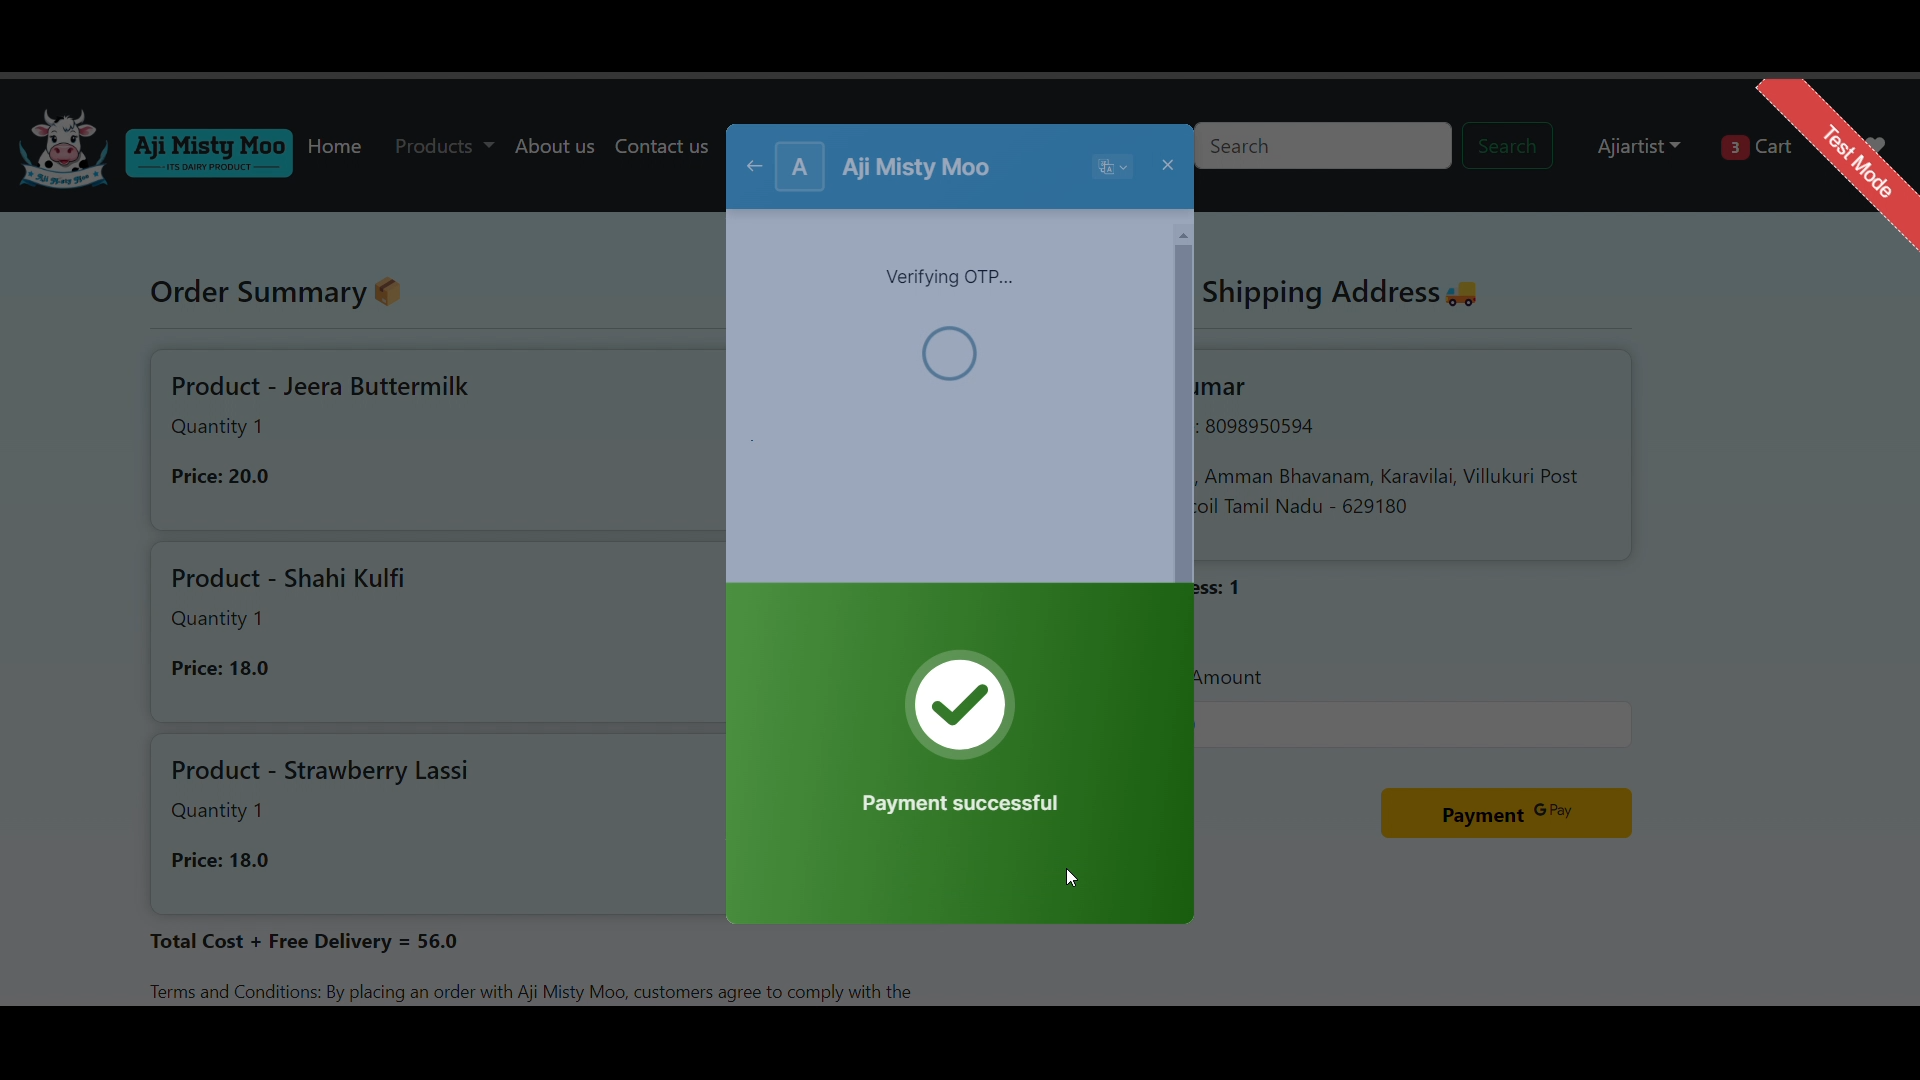 Aji Misty Moo
ITS DAIRY PRODUCT
Aji Misty Moo
Home
Products
About us
Contact us
Search
Search
Ajiartist
3
Cart
Test Mode
A
Aji Misty Moo
Verifying OTP...
Payment successful
Order Summary
Product - Jeera Buttermilk
Quantity 1
Price: 20.0
Product - Shahi Kulfi
Quantity 1
Price: 18.0
Product - Strawberry Lassi
Quantity 1
Price: 18.0
Total Cost + Free Delivery = 56.0
Terms and Conditions: By placing an order with Aji Misty Moo, customers agree to comply with the
Shipping Address
: 8098950594
, Amman Bhavanam, Karavilai, Villukuri Post
Tamil Nadu - 629180
: 1
Amount
Payment G Pay